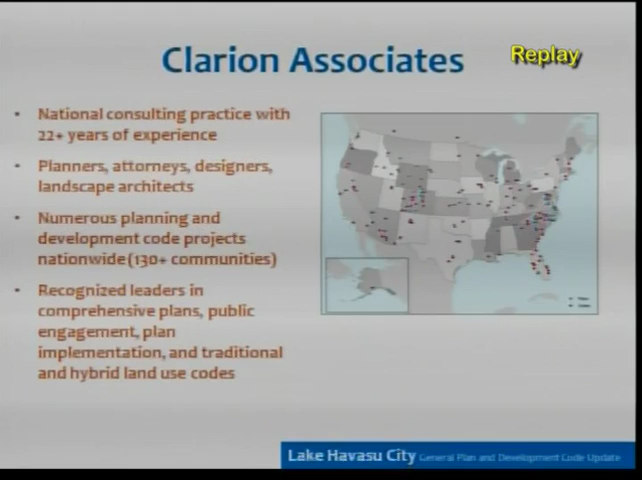 Clarion Associates
Replay
• National consulting practice with
22+ years of experience
• Planners, attorneys, designers,
landscape architects
• Numerous planning and
development code projects
nationwide (130+ communities)
• Recognized leaders in
comprehensive plans, public
engagement, plan
implementation, and traditional
and hybrid land use codes
Lake Havasu City General Plan and Development Code Update